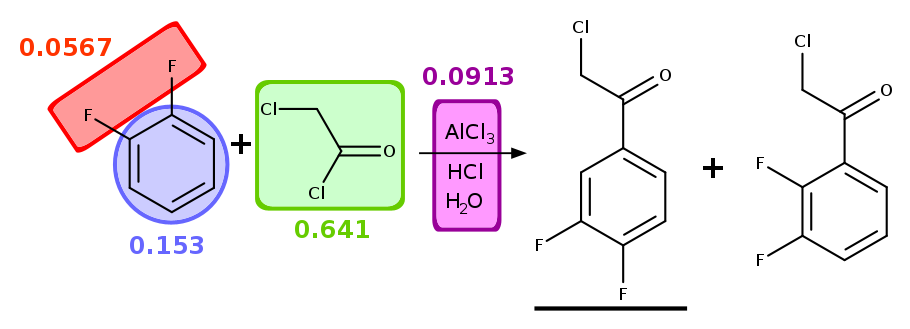 0.0567
F
F
0.153
+
Cl
O
Cl
0.641
0.0913
AlCl3
HCl
H2O
Cl
O
F
F
+
Cl
O
F
F